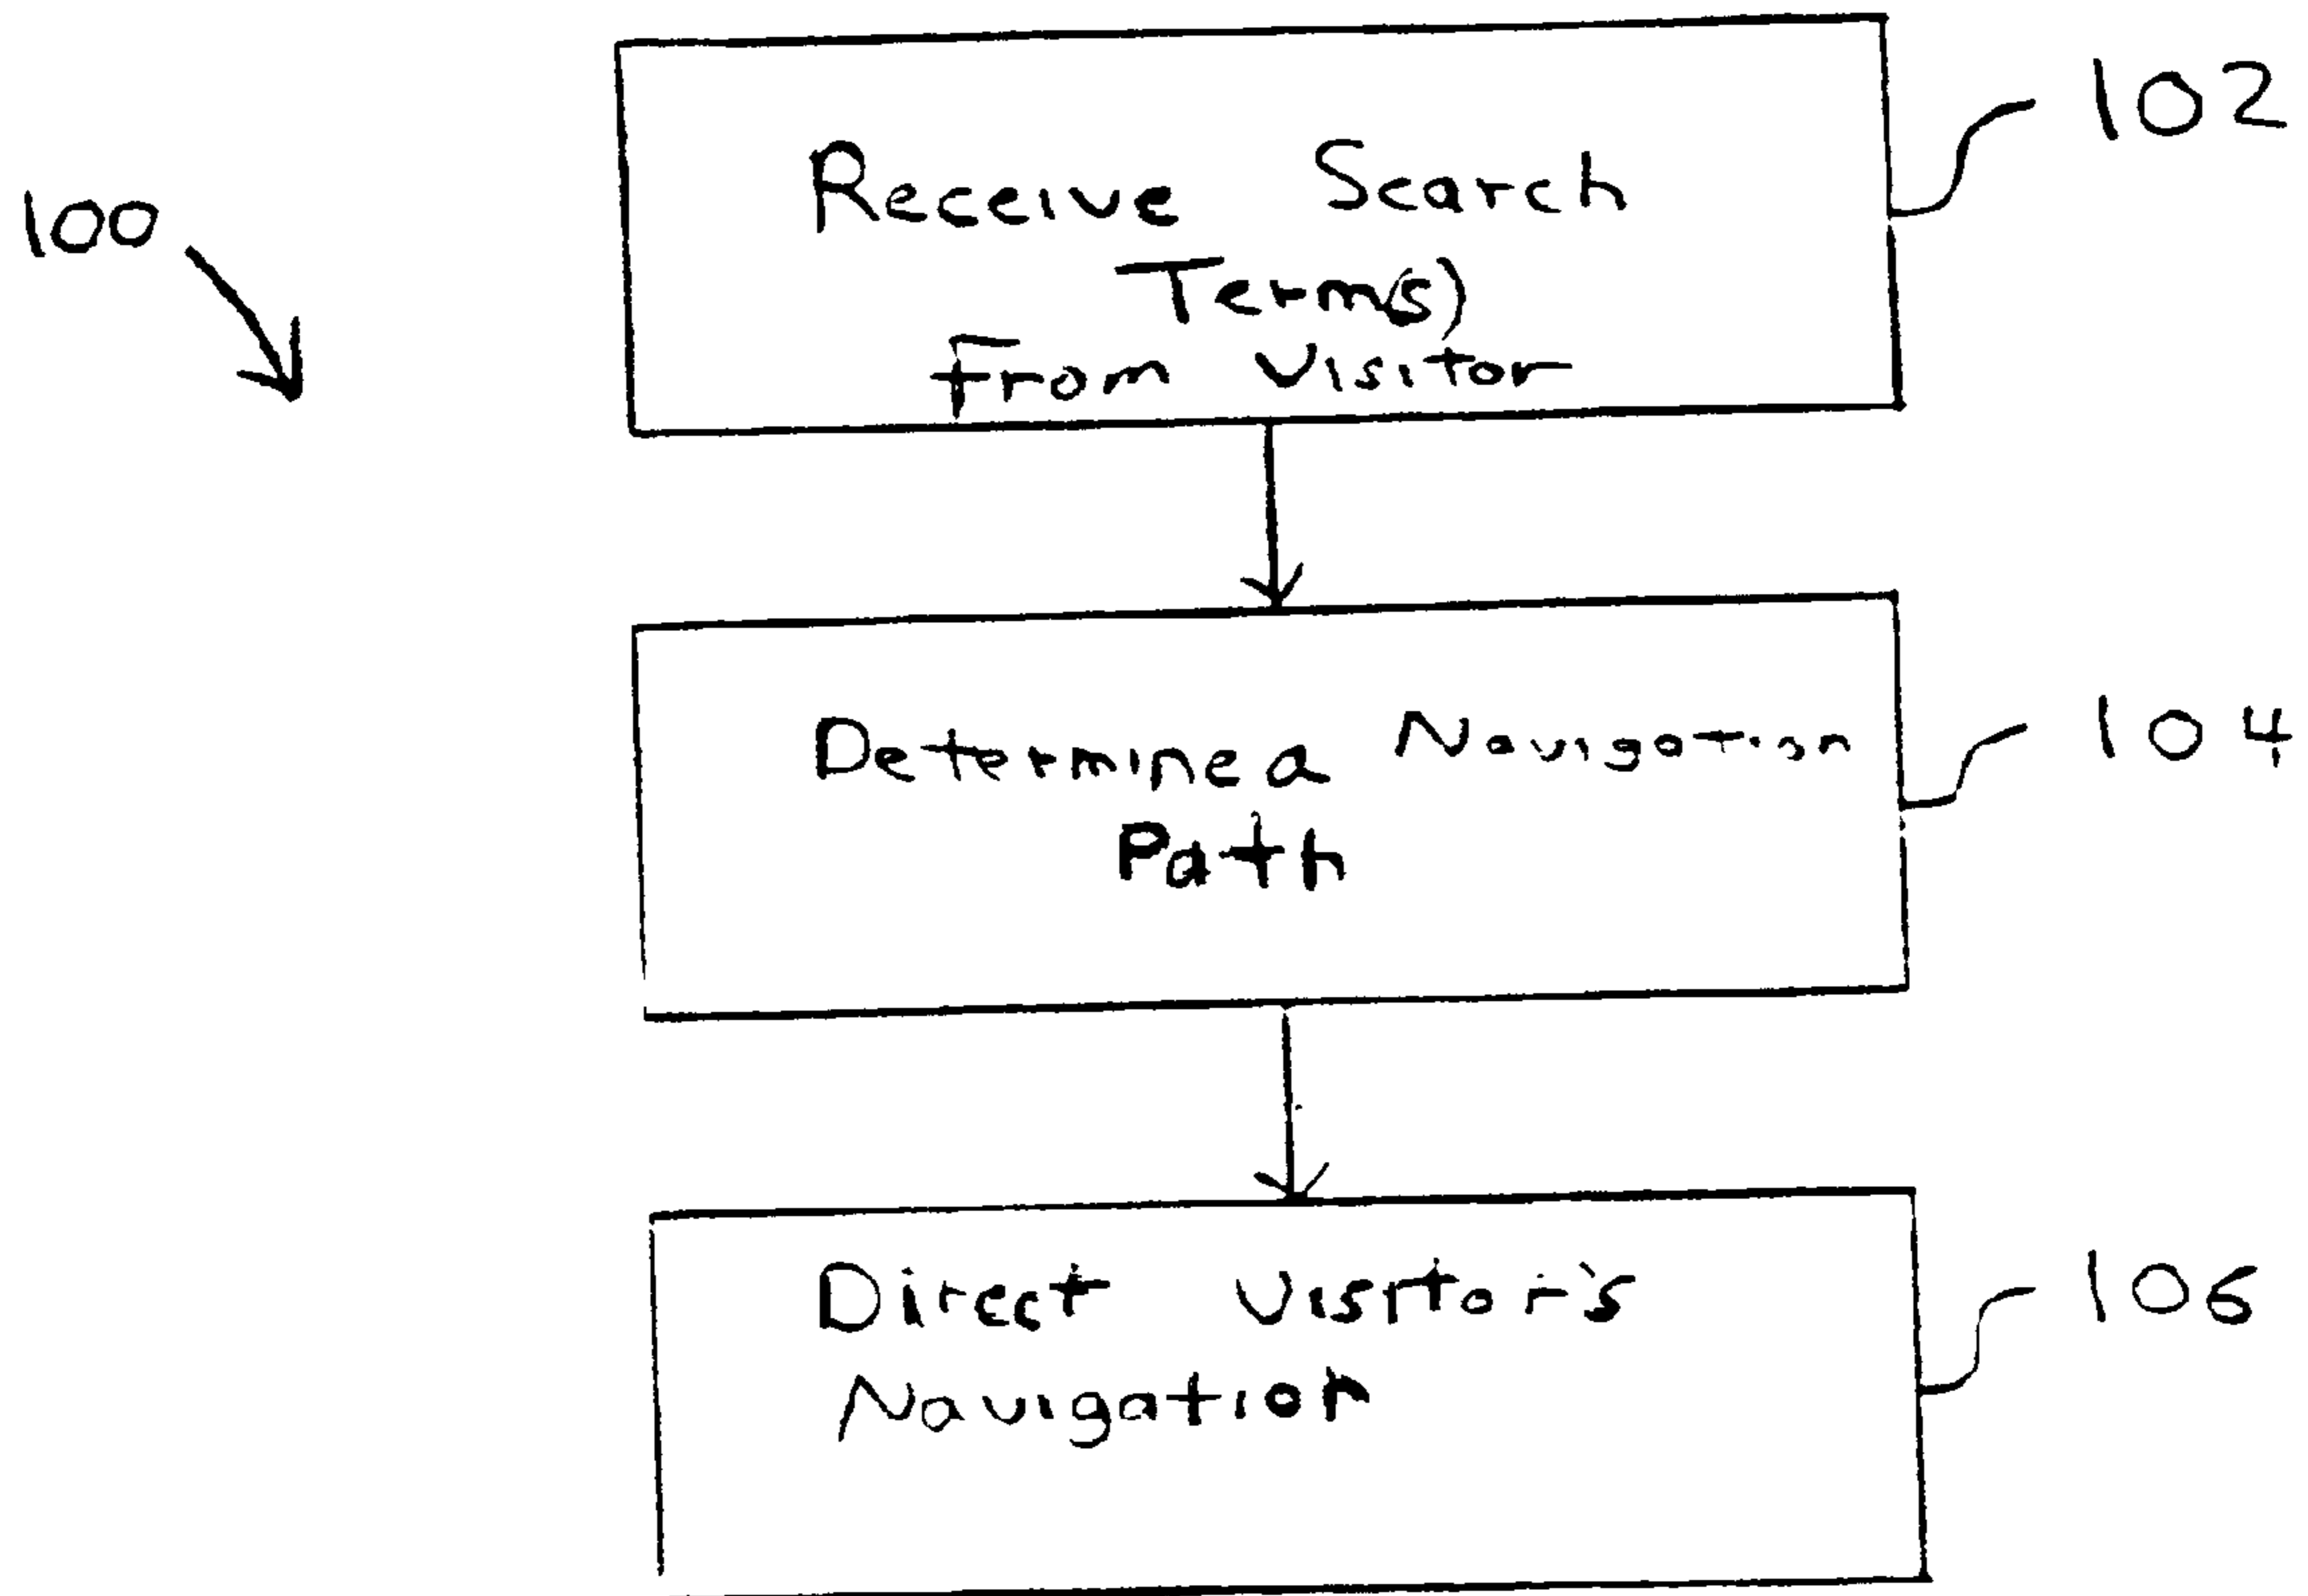 102
100
Receive Search
Term(s)
From Visitor
Determine a Navigation
Path
104
Direct Visitor's
Navigation
106